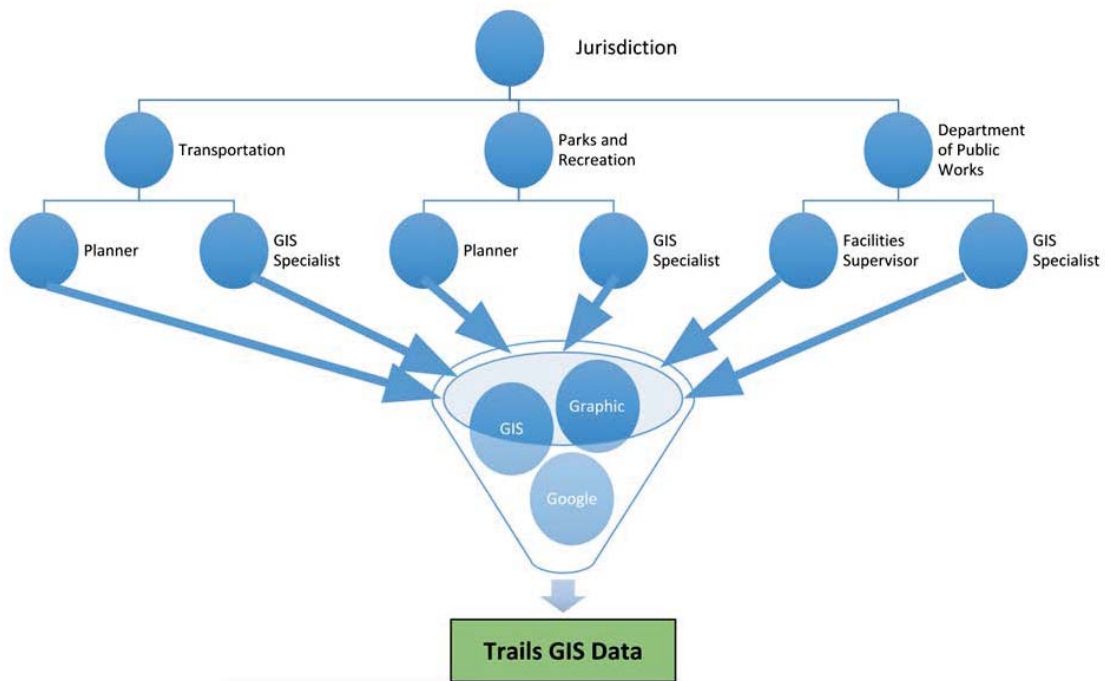 Jurisdiction
Transportation
Parks and
Recreation
Department
of Public
Works
Planner
GIS
Specialist
Planner
GIS
Specialist
Facilities
Supervisor
GIS
Specialist
Graphic
GIS
Google
Trails GIS Data